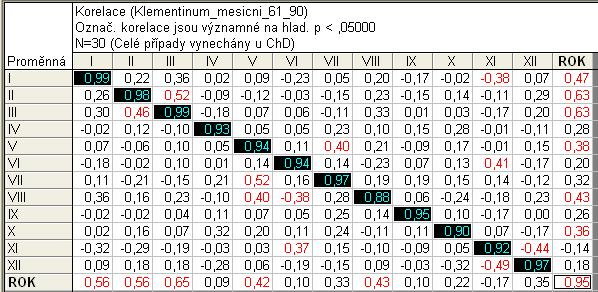 Korelace (Klementinum_mesicni_61_90)
Označ. korelace jsou významné na hlad. p < ,05000
N=30 (Celé případy vynechány u ChD)
Proměnná I II III IV V VI VII VIII IX X XI XII ROK
I 0,99 0,22 0,36 0,02 0,09 -0,23 0,05 0,20 -0,17 -0,02 -0,38 0,07 0,47
II 0,26 0,98 0,52 -0,09 -0,12 -0,03 -0,15 0,23 -0,15 0,14 -0,11 0,29 0,63
III 0,30 0,46 0,99 -0,18 0,07 0,06 -0,11 0,33 0,01 0,03 -0,17 0,20 0,63
IV -0,02 0,12 -0,10 0,93 0,05 0,05 0,23 0,10 0,15 0,28 -0,01 -0,11 0,28
V 0,07 -0,06 0,10 0,05 0,94 0,11 0,40 0,21 -0,09 0,17 -0,01 0,15 0,38
VI -0,18 -0,02 0,10 0,01 0,14 0,94 0,14 -0,23 0,07 0,13 0,41 -0,17 0,20
VII 0,11 -0,21 -0,15 0,21 0,52 0,16 0,97 0,19 0,19 0,15 0,14 -0,12 0,32
VIII 0,36 0,16 0,23 -0,10 0,40 -0,38 0,13 0,88 0,06 -0,24 -0,18 0,23 0,43
IX -0,02 -0,02 0,04 0,11 0,07 0,05 0,25 0,14 0,95 0,10 -0,17 0,00 0,26
X 0,02 0,16 0,07 0,32 0,20 0,11 0,24 -0,10 0,11 0,90 0,07 -0,17 0,36
XI -0,32 -0,29 -0,19 -0,03 -0,03 0,37 0,15 -0,10 -0,09 0,05 0,92 -0,44 -0,14
XII 0,09 0,18 0,18 -0,28 0,06 -0,19 -0,15 0,09 -0,03 -0,32 -0,49 0,97 0,18
ROK 0,56 0,56 0,65 0,09 0,42 0,10 0,33 0,43 0,21 0,22 -0,17 0,35 0,95